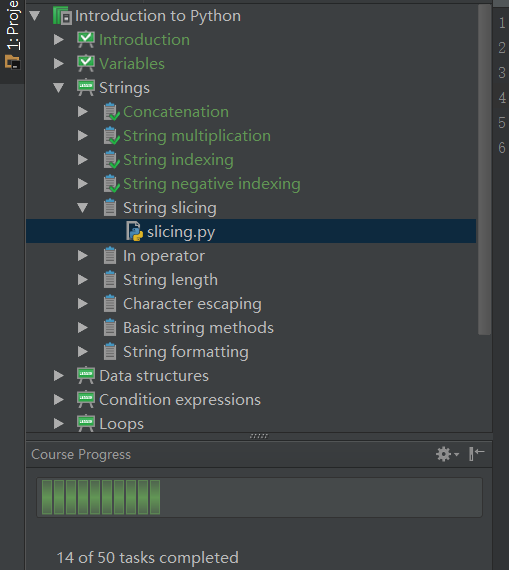 1: Proje
Introduction to Python
Introduction
Variables
Strings
Concatenation
String multiplication
String indexing
String negative indexing
String slicing
slicing.py
In operator
String length
Character escaping
Basic string methods
String formatting
Data structures
Condition expressions
Loops
Course Progress
14 of 50 tasks completed
1
2
3
4
5
6